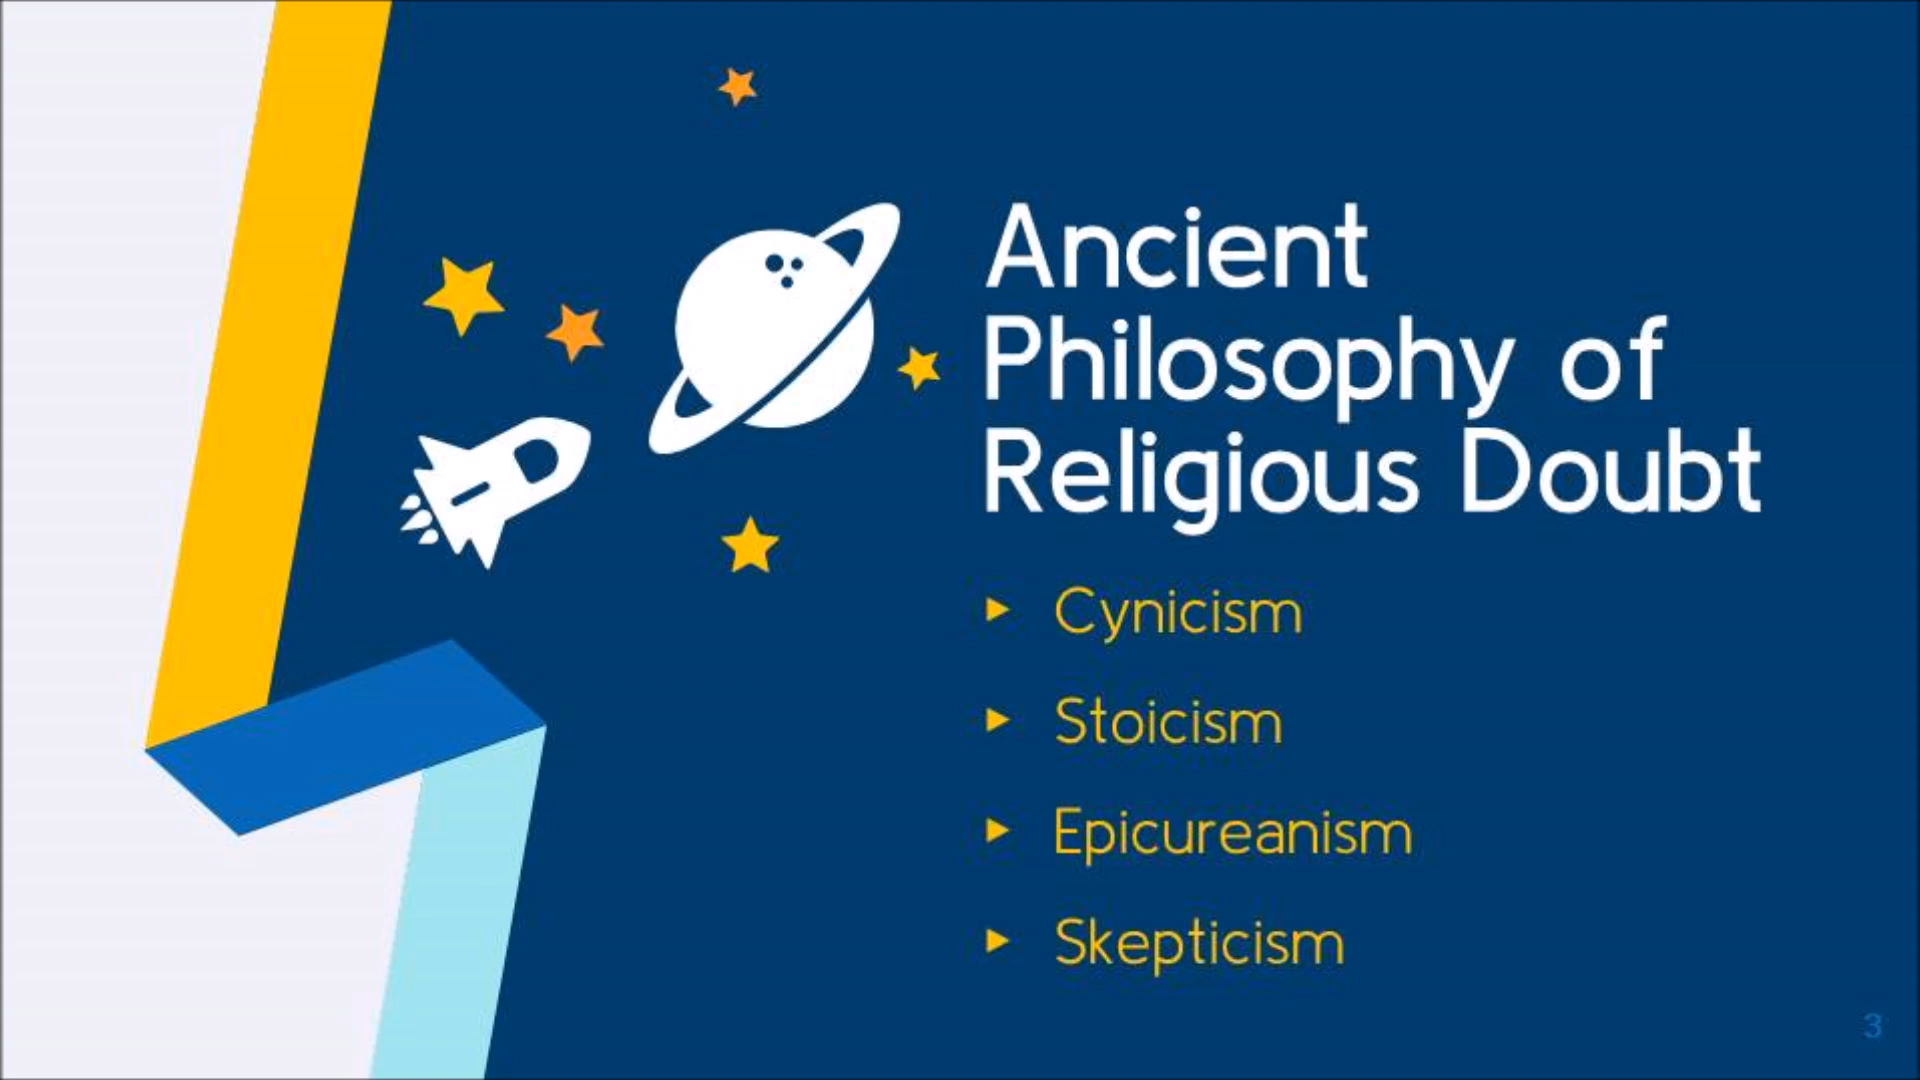 Ancient
Philosophy of
Religious Doubt
► Cynicism
► Stoicism
► Epicureanism
► Skepticism
3